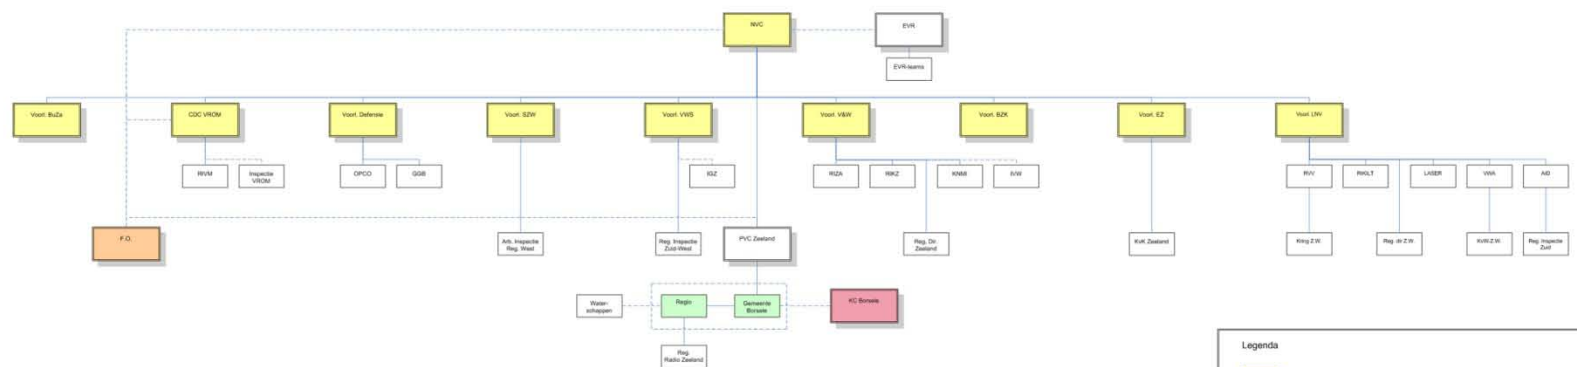 NVC
EVR
EVR-teams
Voorl. BuZa
CDC VROM
Voorl. Defensie
Voorl. SZW
Voorl. VWS
Voorl. V&W
Voorl. BZK
Voorl. EZ
Voorl. LNV
RIVM
Inspectie
VROM
OPCO
GGB
IGZ
RIZA
RIKZ
KNMI
IVW
RVV
RIKILT
LASER
VWA
AID
F.O.
Arb. Inspectie
Reg. West
Reg. Inspectie
Zuid-West
PVC Zeeland
Reg. Dir.
Zeeland
KvK Zeeland
Kring Z.W.
Reg. dir Z.W.
KvW Z.W.
Reg. Inspectie
Zuid
Water-
schappen
Regio
Gemeente
Borsele
KC Borsele
Reg.
Radio Zeeland
Legenda